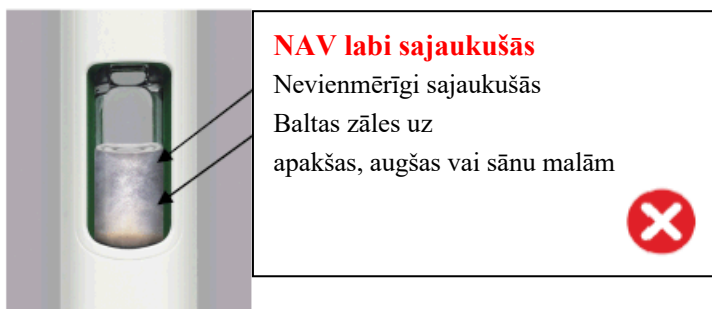 NAV labi sajaukušās
Nevienmērīgi sajaukušās
Baltas zāles uz
apakšas, augšas vai sānu malām